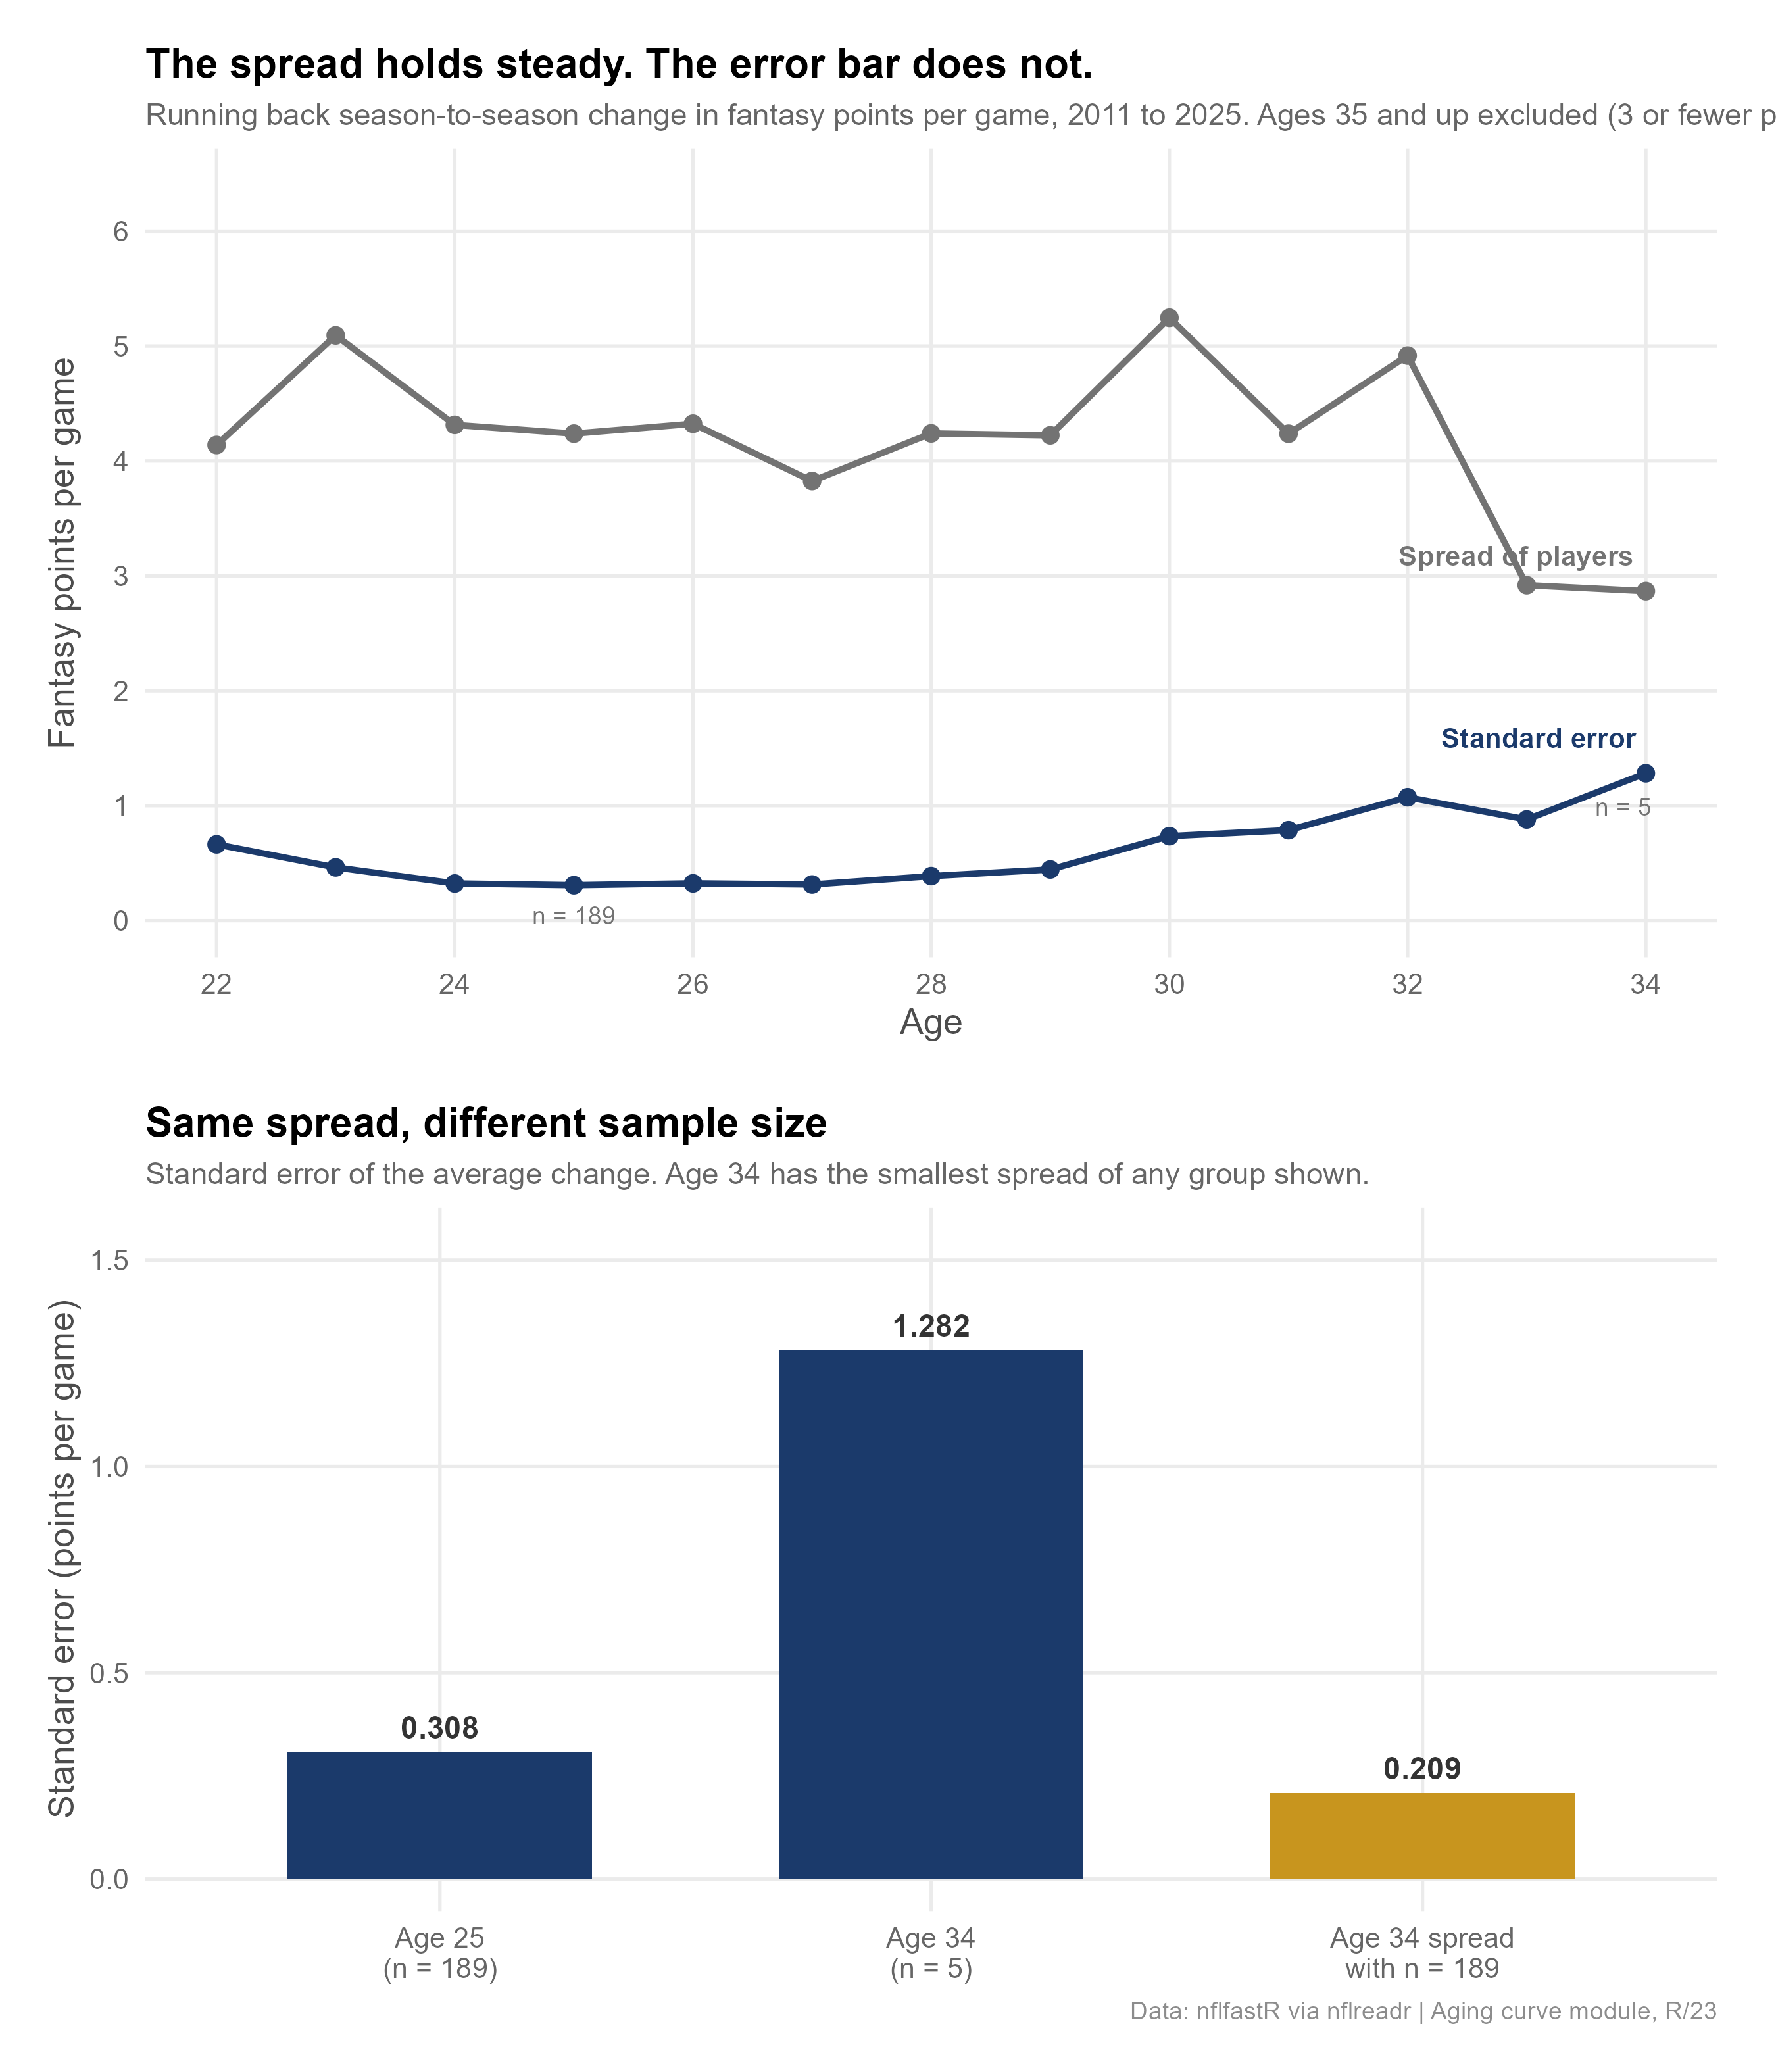 The spread holds steady. The error bar does not.
Running back season-to-season change in fantasy points per game, 2011 to 2025. Ages 35 and up excluded (3 or fewer p
Fantasy points per game
6
5
4
3
2
1
0
Spread of players
Standard error
n = 5
n = 189
22 24 26 28 30 32 34
Age
Same spread, different sample size
Standard error of the average change. Age 34 has the smallest spread of any group shown.
Standard error (points per game)
1.5
1.0
0.5
0.0
1.282
0.308
0.209
Age 25
(n = 189)
Age 34
(n = 5)
Age 34 spread
with n = 189
Data: nflfastR via nflreadr | Aging curve module, R/23